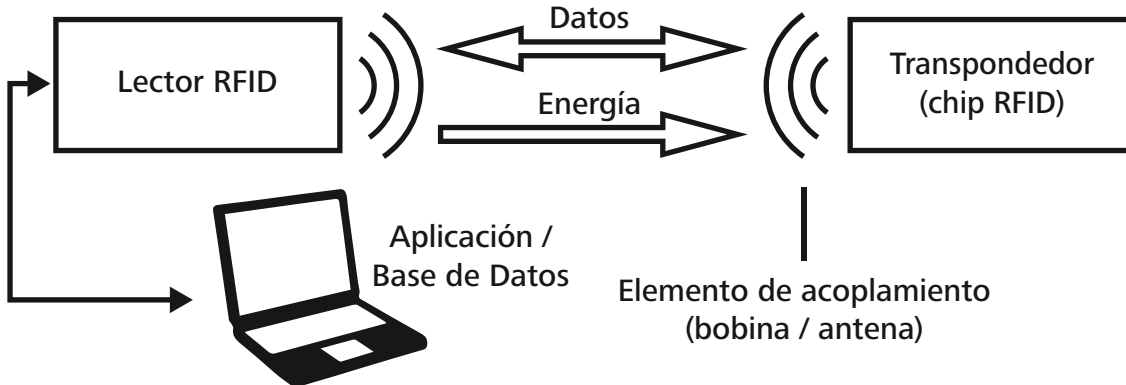 Lector RFID
Datos
Energía
Transpondedor
(chip RFID)
Aplicación /
Base de Datos
Elemento de acoplamiento
(bobina / antena)